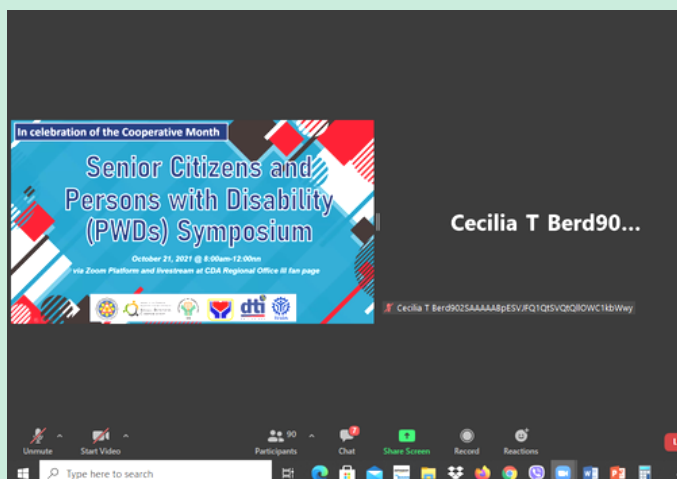 In celebration of the Cooperative Month
Senior Citizens and
Persons with Disability
(PWDs) Symposium
October 21, 2021 @ 8:00am-12:00nn
via Zoom Platform and livestream at CDA Regional Office III fan page
dti
Cecilia T Berd90...
Cecilia T Berd902SAAAAABpESVJFQ1QtSVQtQllOWC1kbWwy
Unmute
Start Video
90
Participants
7
Chat
Share Screen
Record
Reactions
L
Type here to search